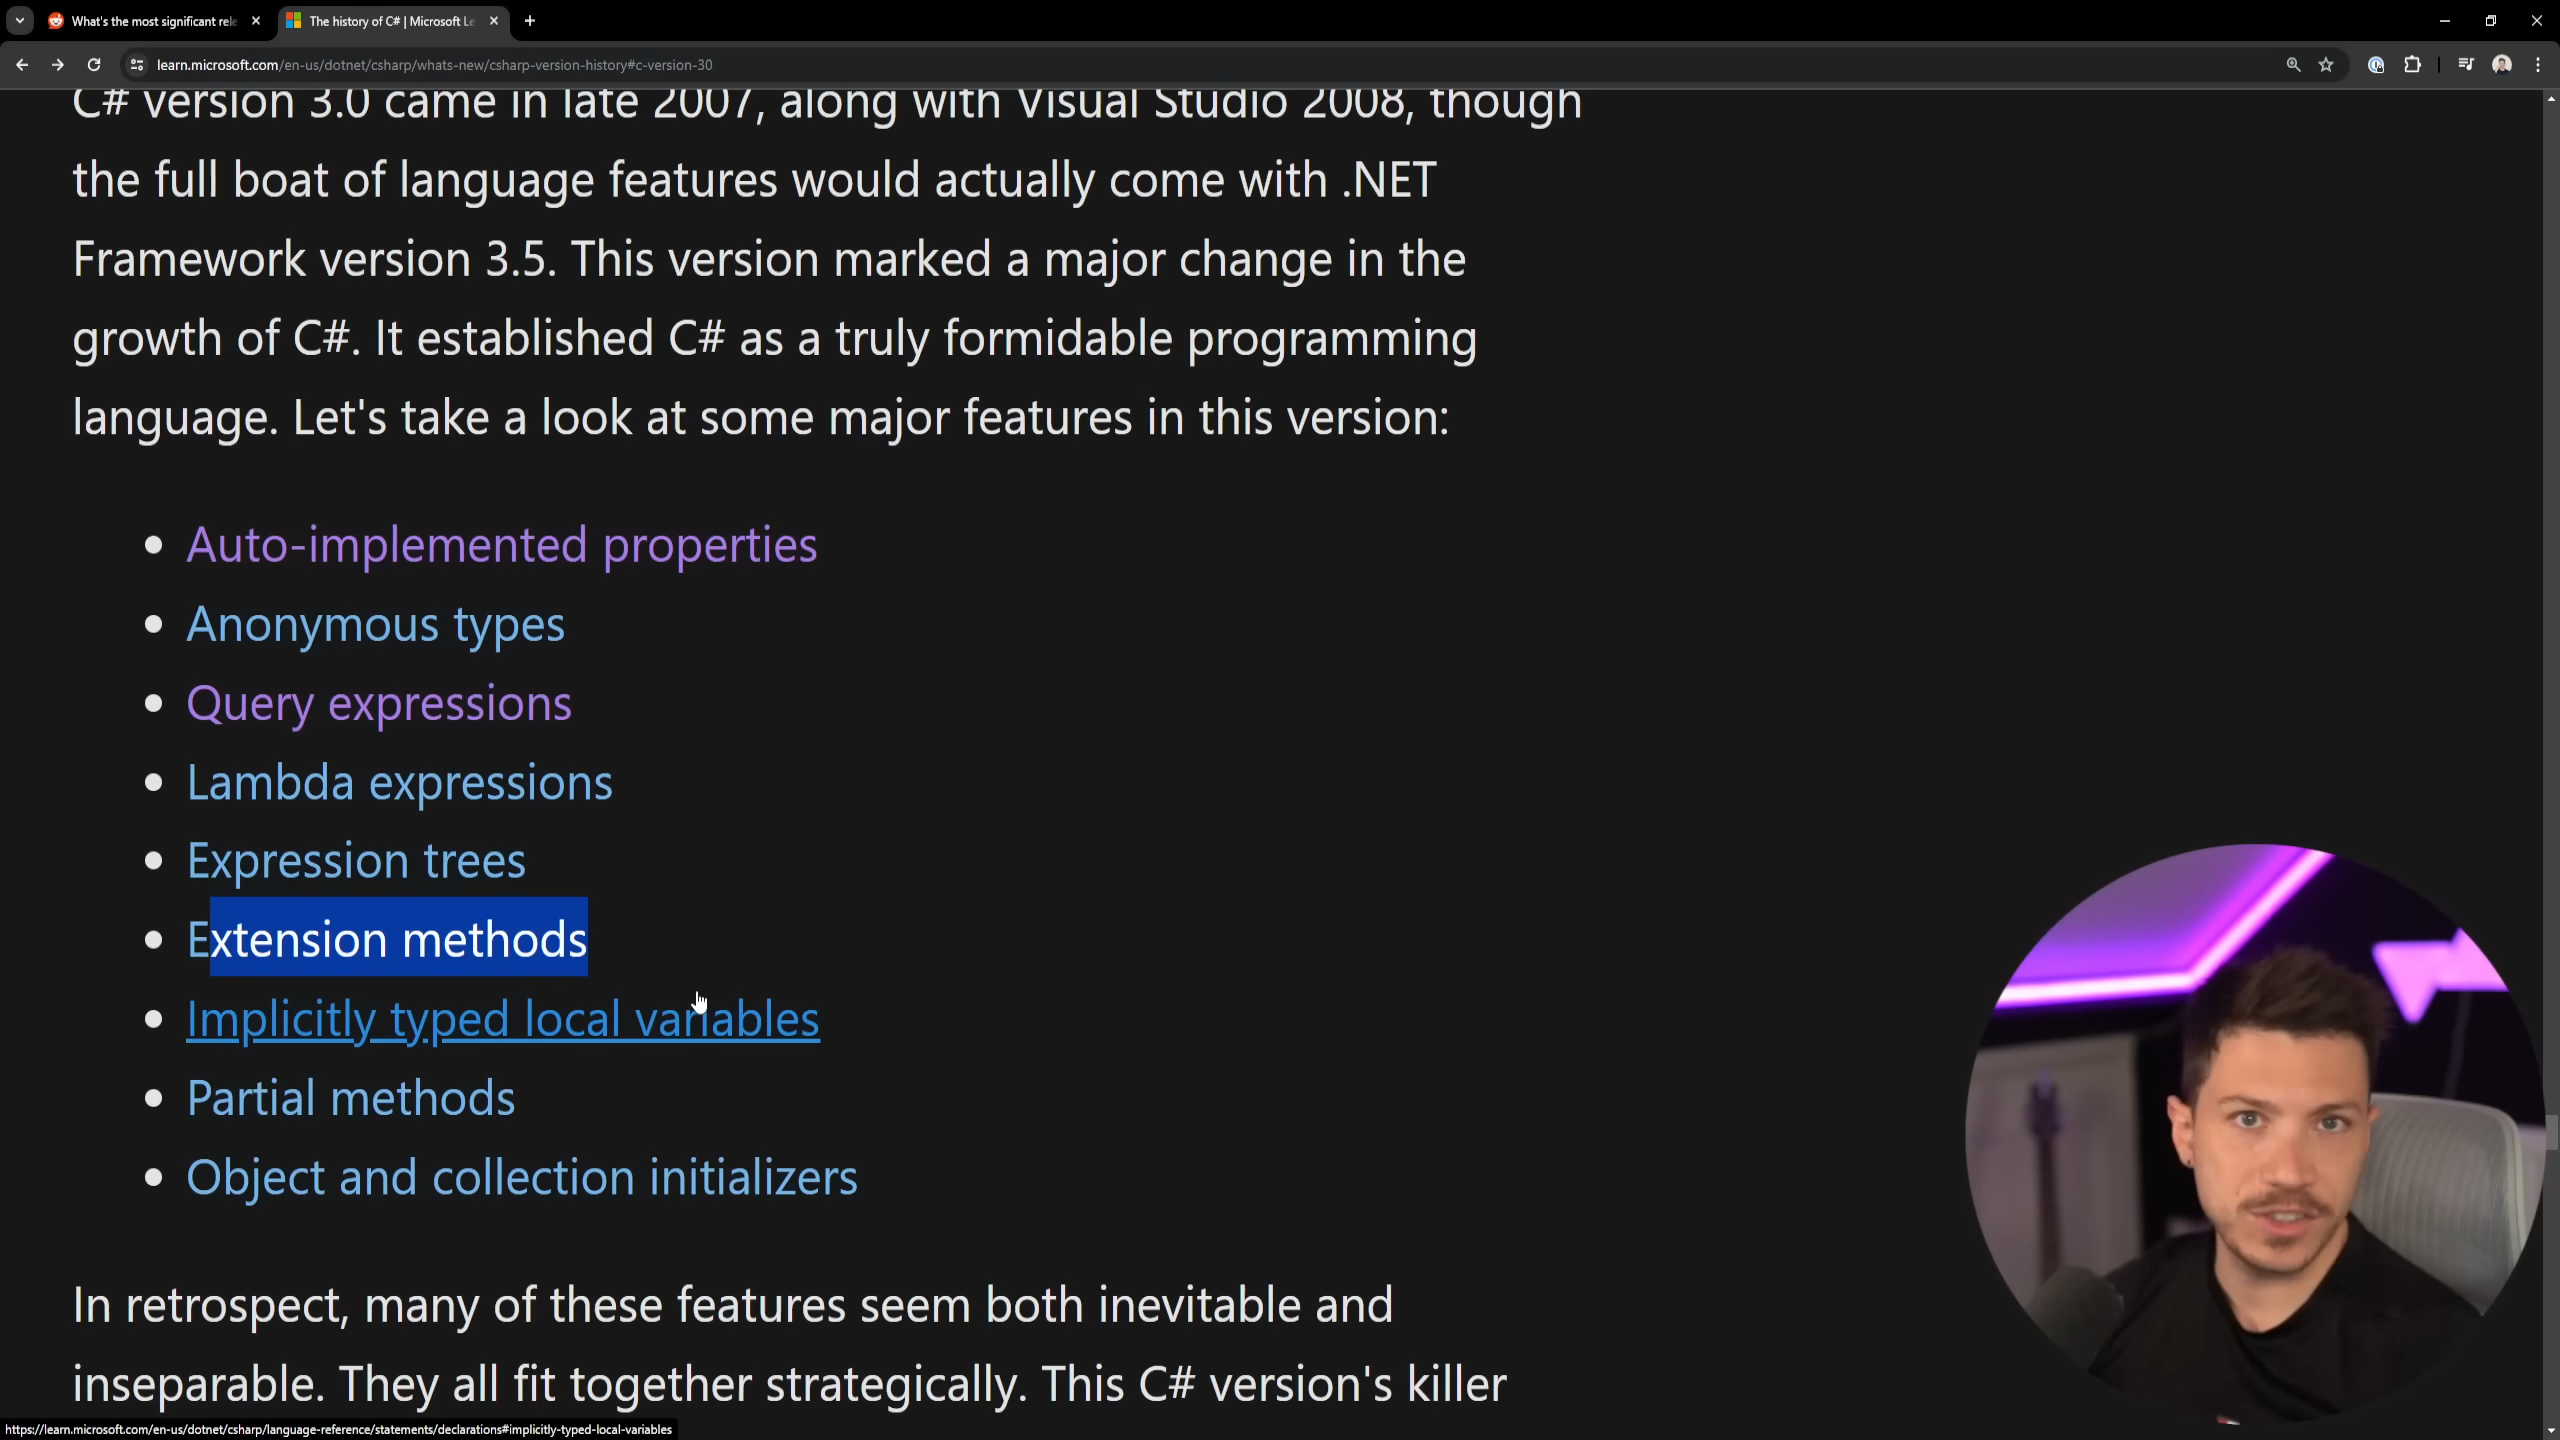 What's the most significant rele
The history of C# | Microsoft Le
learn.microsoft.com/en-us/dotnet/csharp/whats-new/csharp-version-history#c-version-30
C# version 3.0 came in late 2007, along with Visual Studio 2008, though
the full boat of language features would actually come with .NET
Framework version 3.5. This version marked a major change in the
growth of C#. It established C# as a truly formidable programming
language. Let's take a look at some major features in this version:
Auto-implemented properties
Anonymous types
Query expressions
Lambda expressions
Expression trees
Extension methods
Implicitly typed local variables
Partial methods
Object and collection initializers
In retrospect, many of these features seem both inevitable and
inseparable. They all fit together strategically. This C# version's killer
https://learn.microsoft.com/en-us/dotnet/csharp/language-reference/statements/declarations#implicitly-typed-local-variables